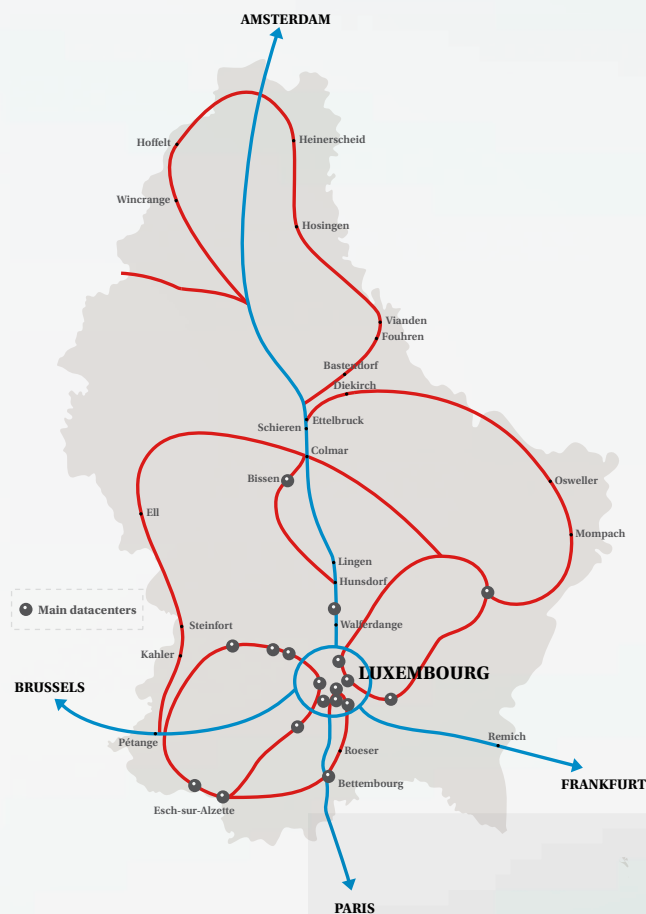 AMSTERDAM
Hoffelt
Heinerscheid
Wincrange
Hosingen
Vianden
Fouhren
Bastendorf
Diekirch
Ettelbruck
Schieren
Colmar
Bissen
Osweller
Ell
Mompach
Lingen
Hunsdorf
Main datacenters
Steinfort
Walferdange
Kahler
LUXEMBOURG
BRUSSELS
Pétange
Remich
Roeser
FRANKFURT
Bettembourg
Esch-sur-Alzette
PARIS